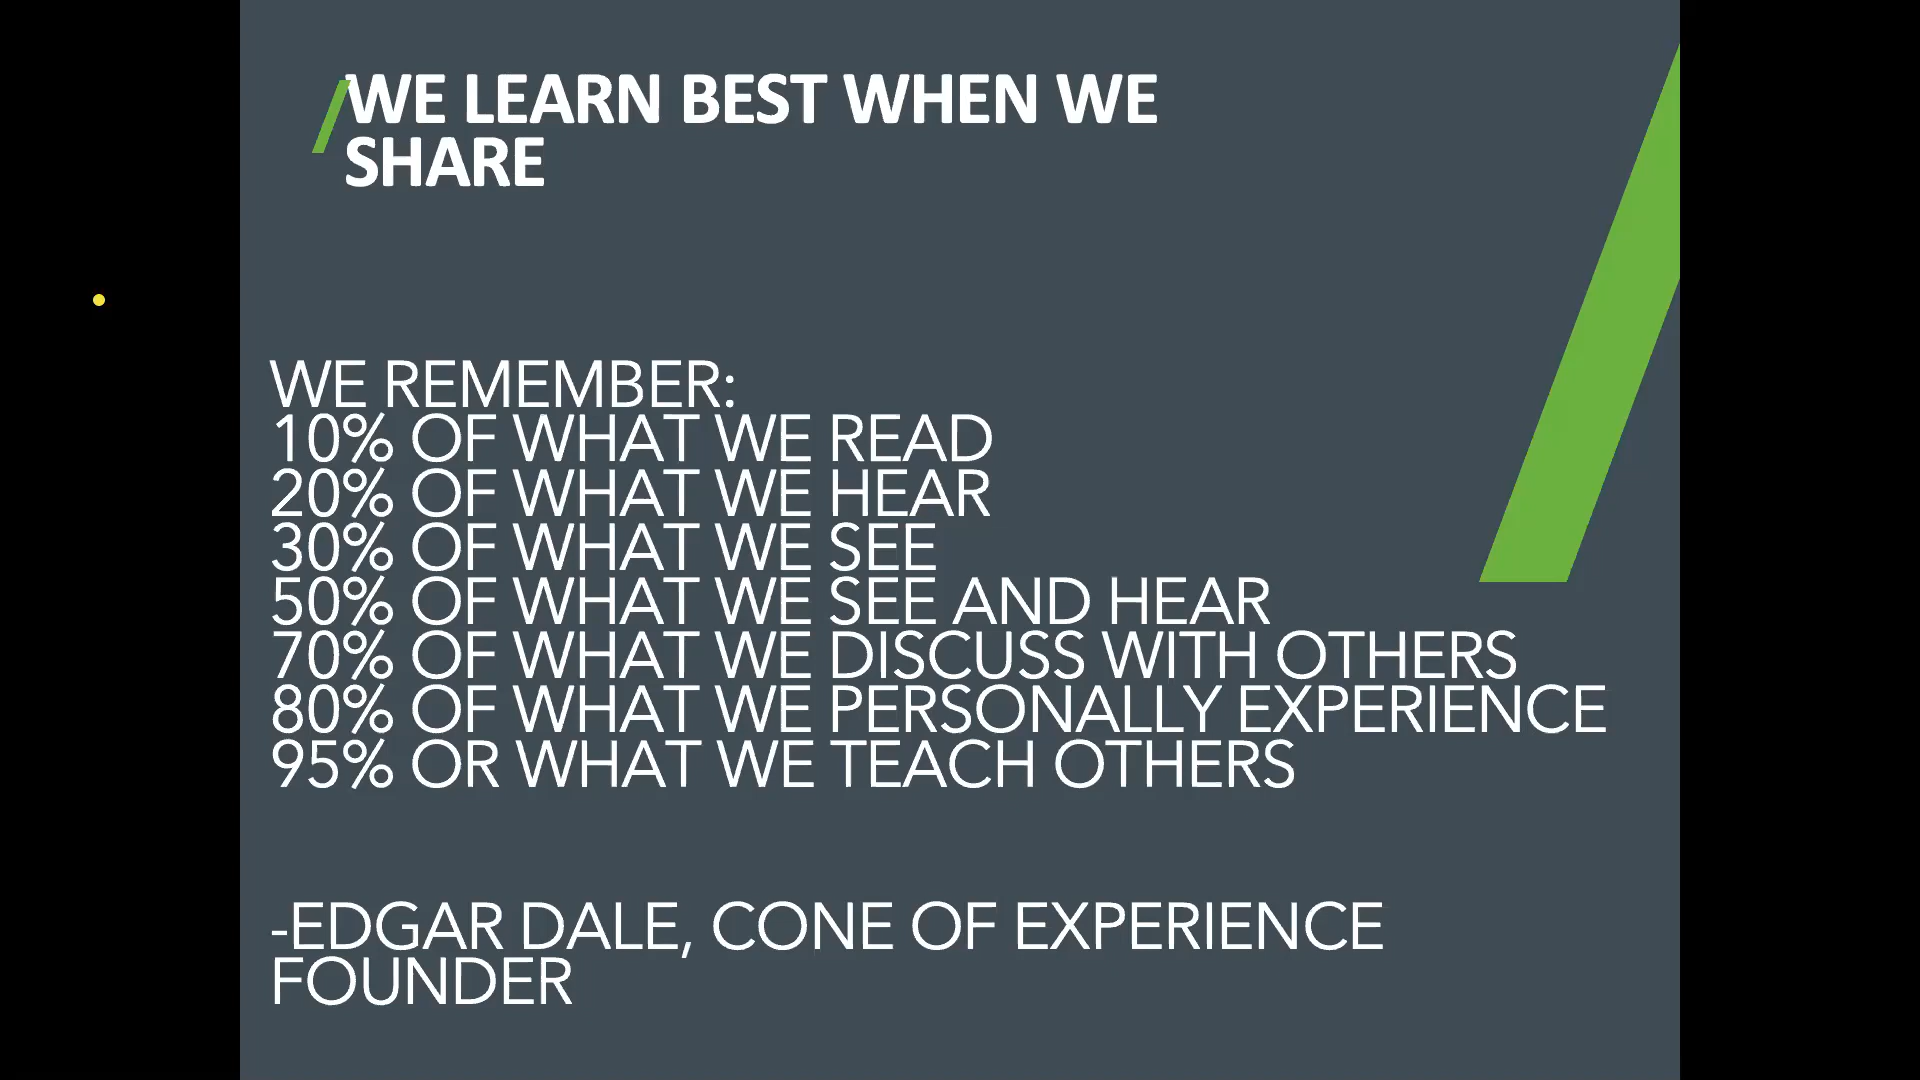 WE LEARN BEST WHEN WE
SHARE
WE REMEMBER:
10% OF WHAT WE READ
20% OF WHAT WE HEAR
30% OF WHAT WE SEE
50% OF WHAT WE SEE AND HEAR
70% OF WHAT WE DISCUSS WITH OTHERS
80% OF WHAT WE PERSONALLY EXPERIENCE
95% OR WHAT WE TEACH OTHERS
-EDGAR DALE, CONE OF EXPERIENCE
FOUNDER